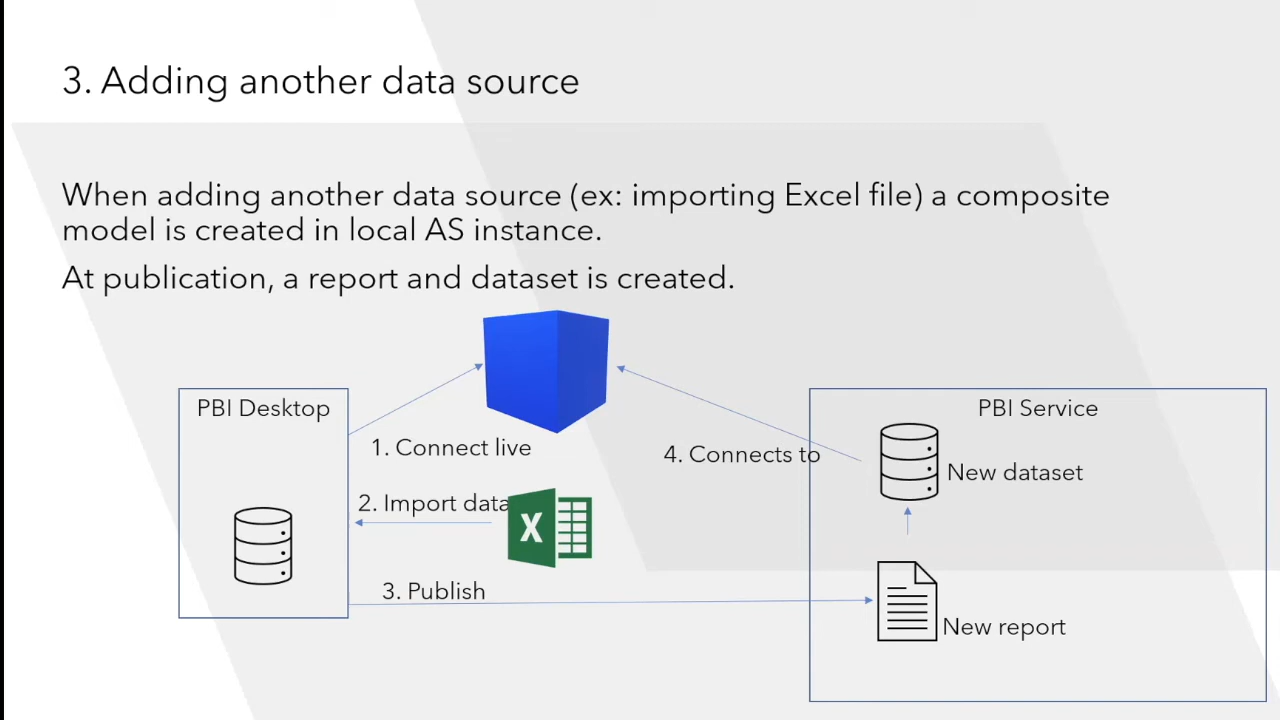 3. Adding another data source
When adding another data source (ex: importing Excel file) a composite
model is created in local AS instance.
At publication, a report and dataset is created.
PBI Desktop
PBI Service
1. Connect live
4. Connects to
New dataset
2. Import data
X
3. Publish
New report